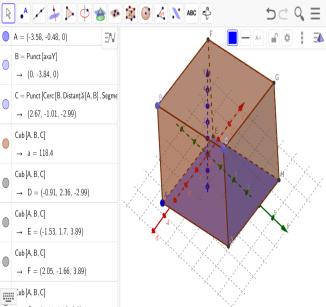 ABC
A = (-3.58, -0.48, 0)
B = Punct[axaY]
→ (0, -3.84, 0)
C = Punct[Cerc[B, Distanță[A, B], Segme
→ (2.67, -1.01, -2.99)
Cub[A, B, C]
→ a = 118.4
Cub[A, B, C]
→ D = (-0.91, 2.36, -2.99)
Cub[A, B, C]
→ E = (-1.53, 1.7, 3.89)
Cub[A, B, C]
→ F = (2.05, -1.66, 3.89)
Cub[A, B, C]
F
G
H